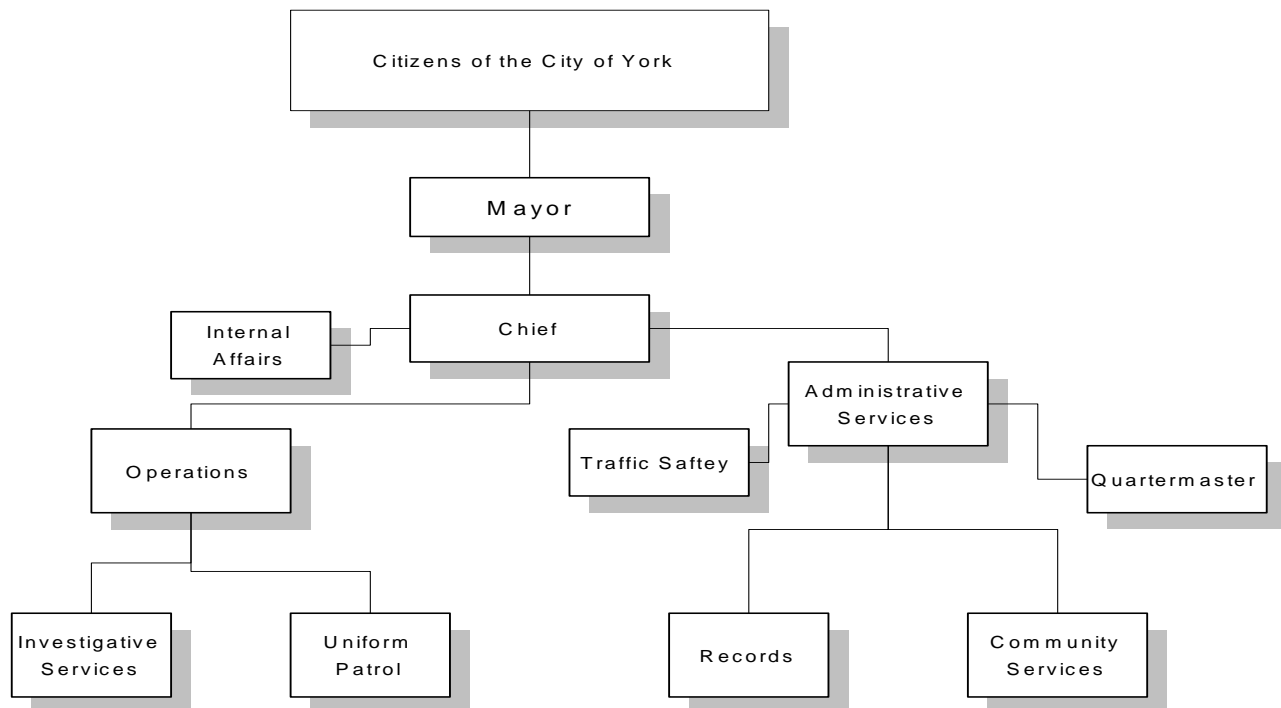 Citizens of the City of York
Mayor
Chief
Internal
Affairs
Administrative
Services
Operations
Traffic Saftey
Quartermaster
Investigative
Services
Uniform
Patrol
Records
Community
Services